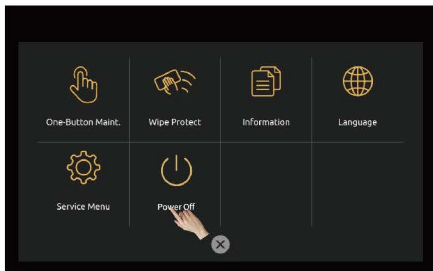 One-Button Maint.
Wipe Protect
Information
Language
Service Menu
Power Off